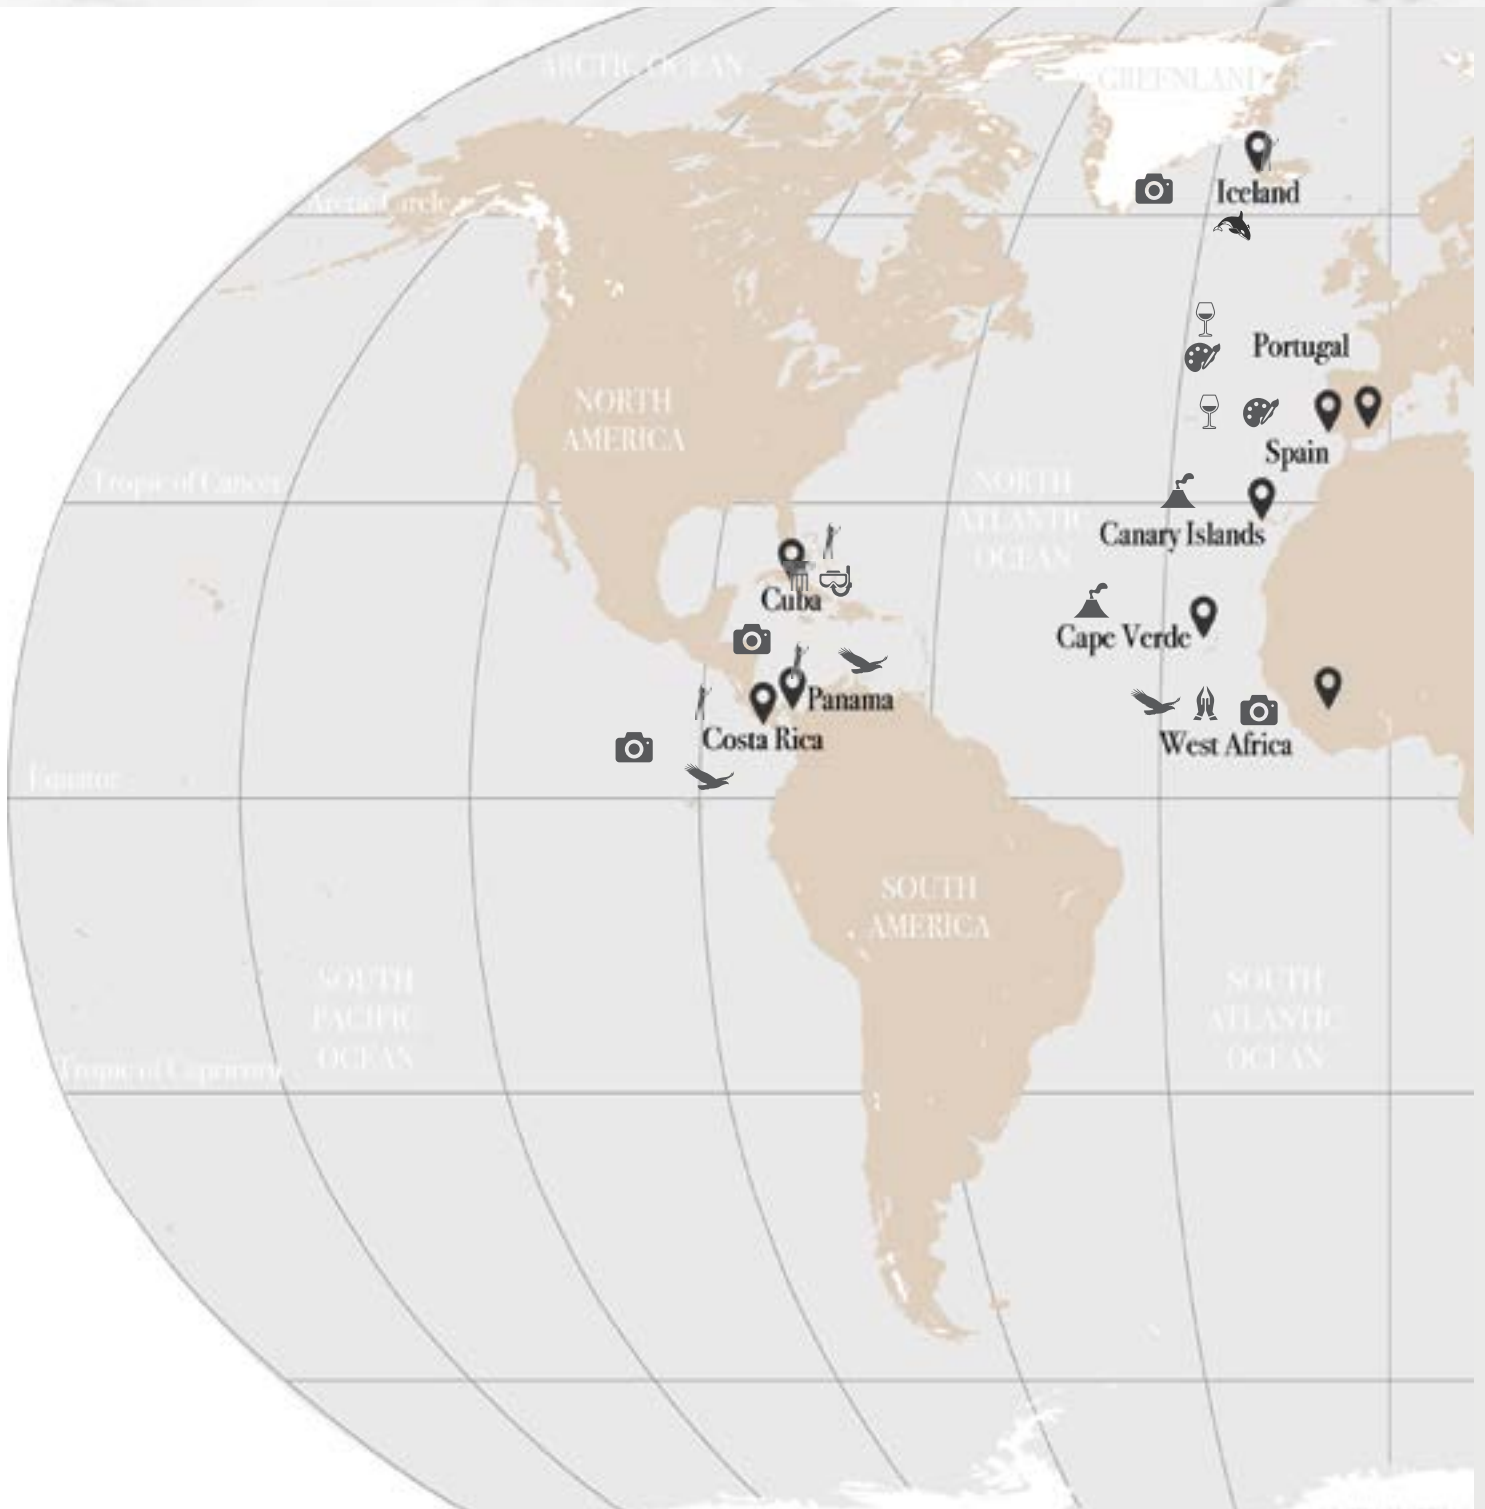 ARCTIC OCEAN
GREENLAND
Iceland
Arctic Circle
Portugal
NORTH
AMERICA
Spain
Tropic of Cancer
NORTH
ATLANTIC
OCEAN
Canary Islands
Cuba
Cape Verde
Panama
Costa Rica
West Africa
Equator
SOUTH
AMERICA
SOUTH
PACIFIC
OCEAN
SOUTH
ATLANTIC
OCEAN
Tropic of Capricorn